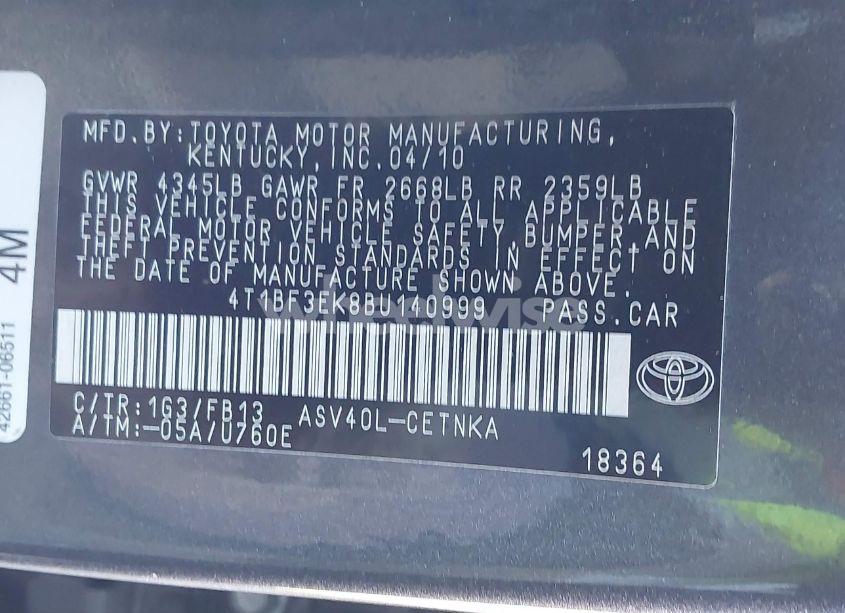 MFD. BY: TOYOTA MOTOR MANUFACTURING,
KENTUCKY, INC. 04/10
GVWR 4345LB GAWR FR 2668LB RR 2359LB
THIS VEHICLE CONFORMS TO ALL APPLICABLE
FEDERAL MOTOR VEHICLE SAFETY, BUMPER, AND
THEFT PREVENTION STANDARDS IN EFFECT ON
THE DATE OF MANUFACTURE SHOWN ABOVE.
4T1BF3EK8BU140999 PASS. CAR
wheelwise
C/TR: 1G3/FB13 ASV40L-CETNKA
A/TM: -05A/U760E
18364
42661-06511 4M